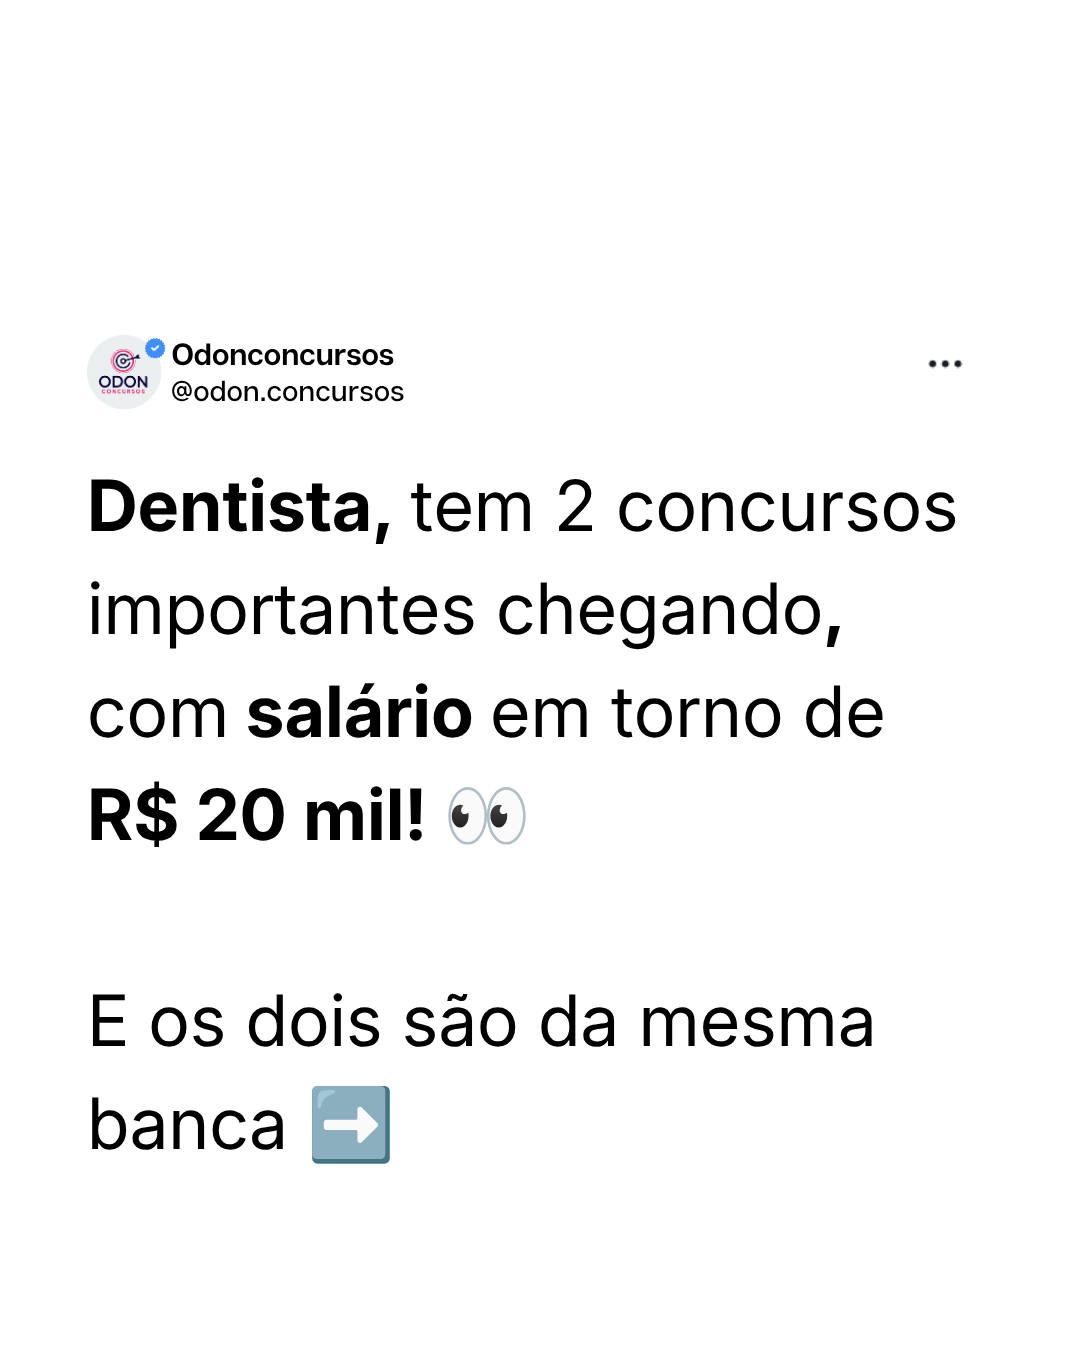 ODON
CONCURSOS
Odonconcursos
@odon.concursos
Dentista, tem 2 concursos
importantes chegando,
com salário em torno de
R$ 20 mil! 👀
E os dois são da mesma
banca ➡️